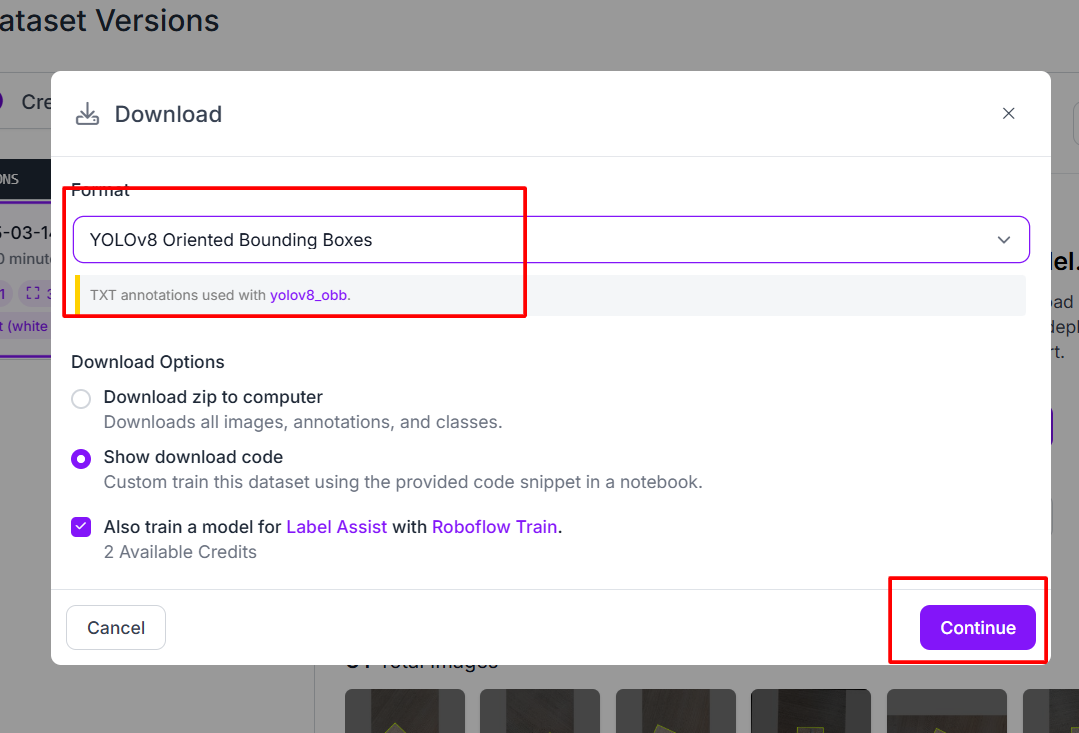 ataset Versions
Cre
Download
ONS
Format
5-03-14
YOLOv8 Oriented Bounding Boxes
0 minute
del.
TXT annotations used with yolov8_obb.
t (white
oad
depl
rt.
Download Options
Download zip to computer
Downloads all images, annotations, and classes.
Show download code
Custom train this dataset using the provided code snippet in a notebook.
Also train a model for Label Assist with Roboflow Train.
2 Available Credits
Cancel
Continue
Total Images